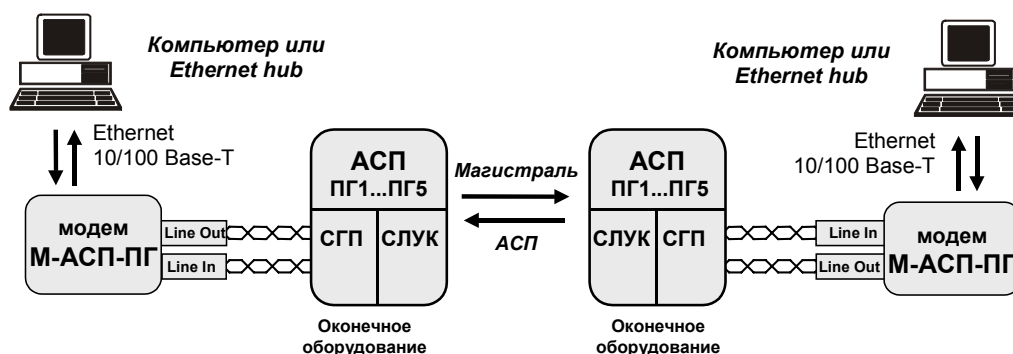 Компьютер или
Ethernet hub
Компьютер или
Ethernet hub
Ethernet
10/100 Base-T
Ethernet
10/100 Base-T
АСП
ПГ1...ПГ5
Магистраль
АСП
АСП
ПГ1...ПГ5
модем
М-АСП-ПГ
Line Out
Line In
СГП
СЛУК
СЛУК
СГП
Line In
Line Out
модем
М-АСП-ПГ
Оконечное
оборудование
Оконечное
оборудование